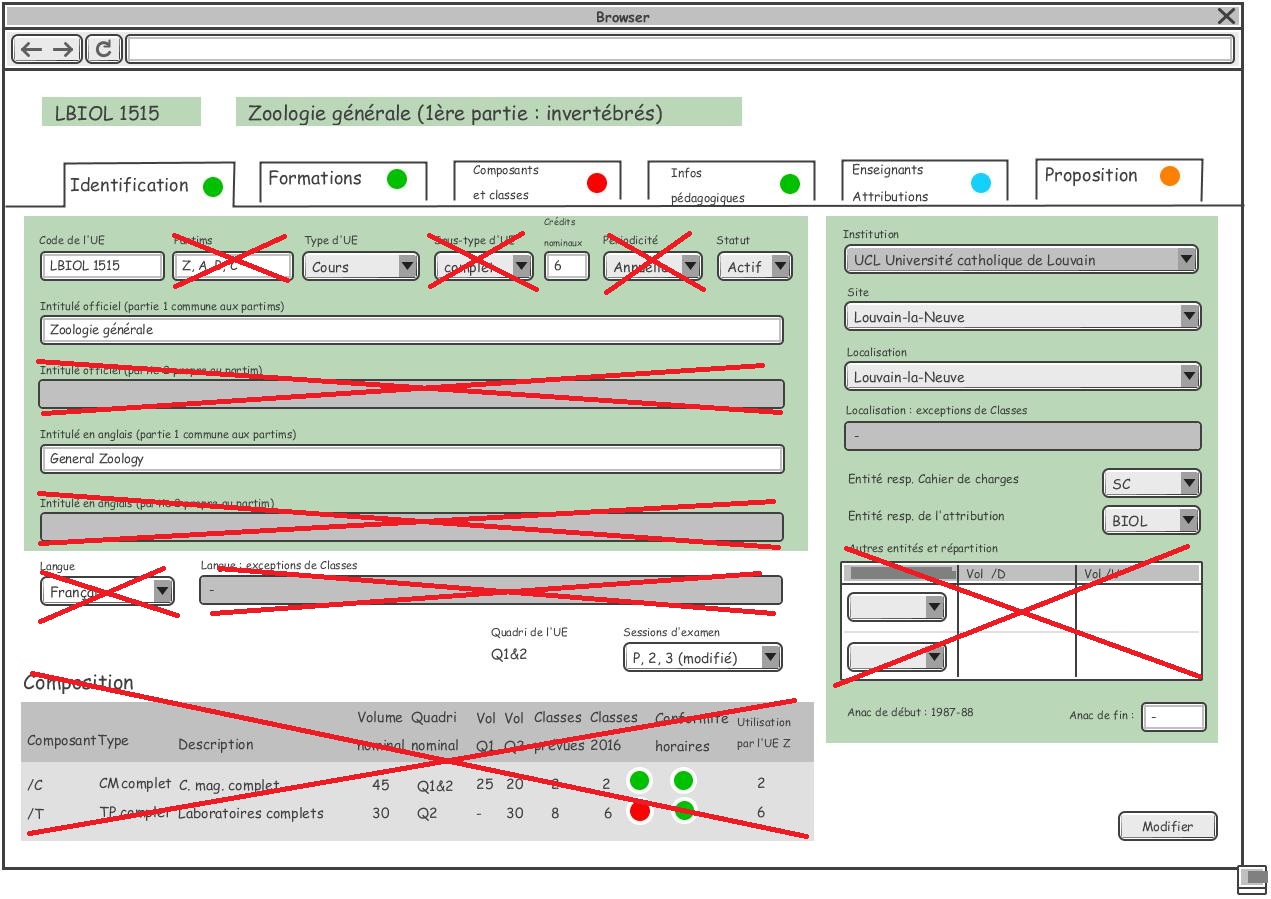 Browser
LBIOL 1515 Zoologie générale (1ère partie : invertébrés)
Identification Formations Composants et classes Infos pédagogiques Enseignants Attributions Proposition
Code de l'UE Partims Type d'UE Sous-type d'UE Crédits nominaux Périodicité Statut
LBIOL 1515 Z, A, B, C Cours complet 6 Annuelle Actif
Intitulé officiel (partie 1 commune aux partims)
Zoologie générale
Intitulé officiel (partie 2 propre au partim)
Intitulé en anglais (partie 1 commune aux partims)
General Zoology
Intitulé en anglais (partie 2 propre au partim)
Langue Langue : exceptions de Classes
Français -
Quadri de l'UE Sessions d'examen
Q1&2 P, 2, 3 (modifié)
Institution
UCL Université catholique de Louvain
Site
Louvain-la-Neuve
Localisation
Louvain-la-Neuve
Localisation : exceptions de Classes
-
Entité resp. Cahier de charges SC
Entité resp. de l'attribution BIOL
Autres entités et répartition
Vol /D Vol /
Anac de début : 1987-88 Anac de fin : -
Composition
Composant Type Description Volume nominal Quadri nominal Vol Q1 Vol Q2 Classes prévues Classes 2016 Conformité horaires Utilisation par l'UE Z
/C CM complet C. mag. complet 45 Q1&2 25 20 2 2 2
/T TP complet Laboratoires complets 30 Q2 - 30 8 6 6
Modifier